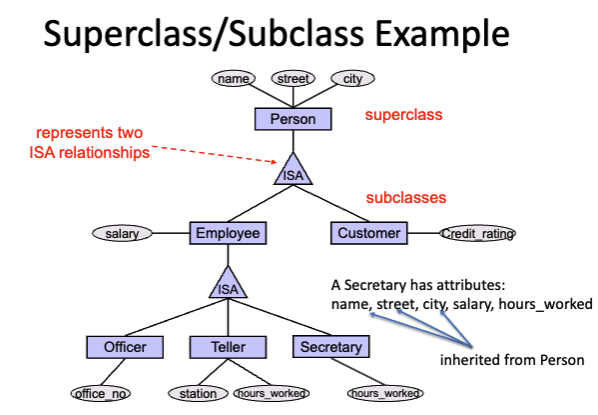 Superclass/Subclass Example
name street city
Person
superclass
represents two
ISA relationships
ISA
subclasses
salary
Employee
Customer
Credit_rating
ISA
A Secretary has attributes:
name, street, city, salary, hours_worked
Officer
Teller
Secretary
inherited from Person
office_no
station
hours_worked
hours_worked